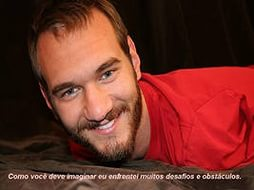 Como você deve imaginar eu enfrentei muitos desafios e obstáculos.